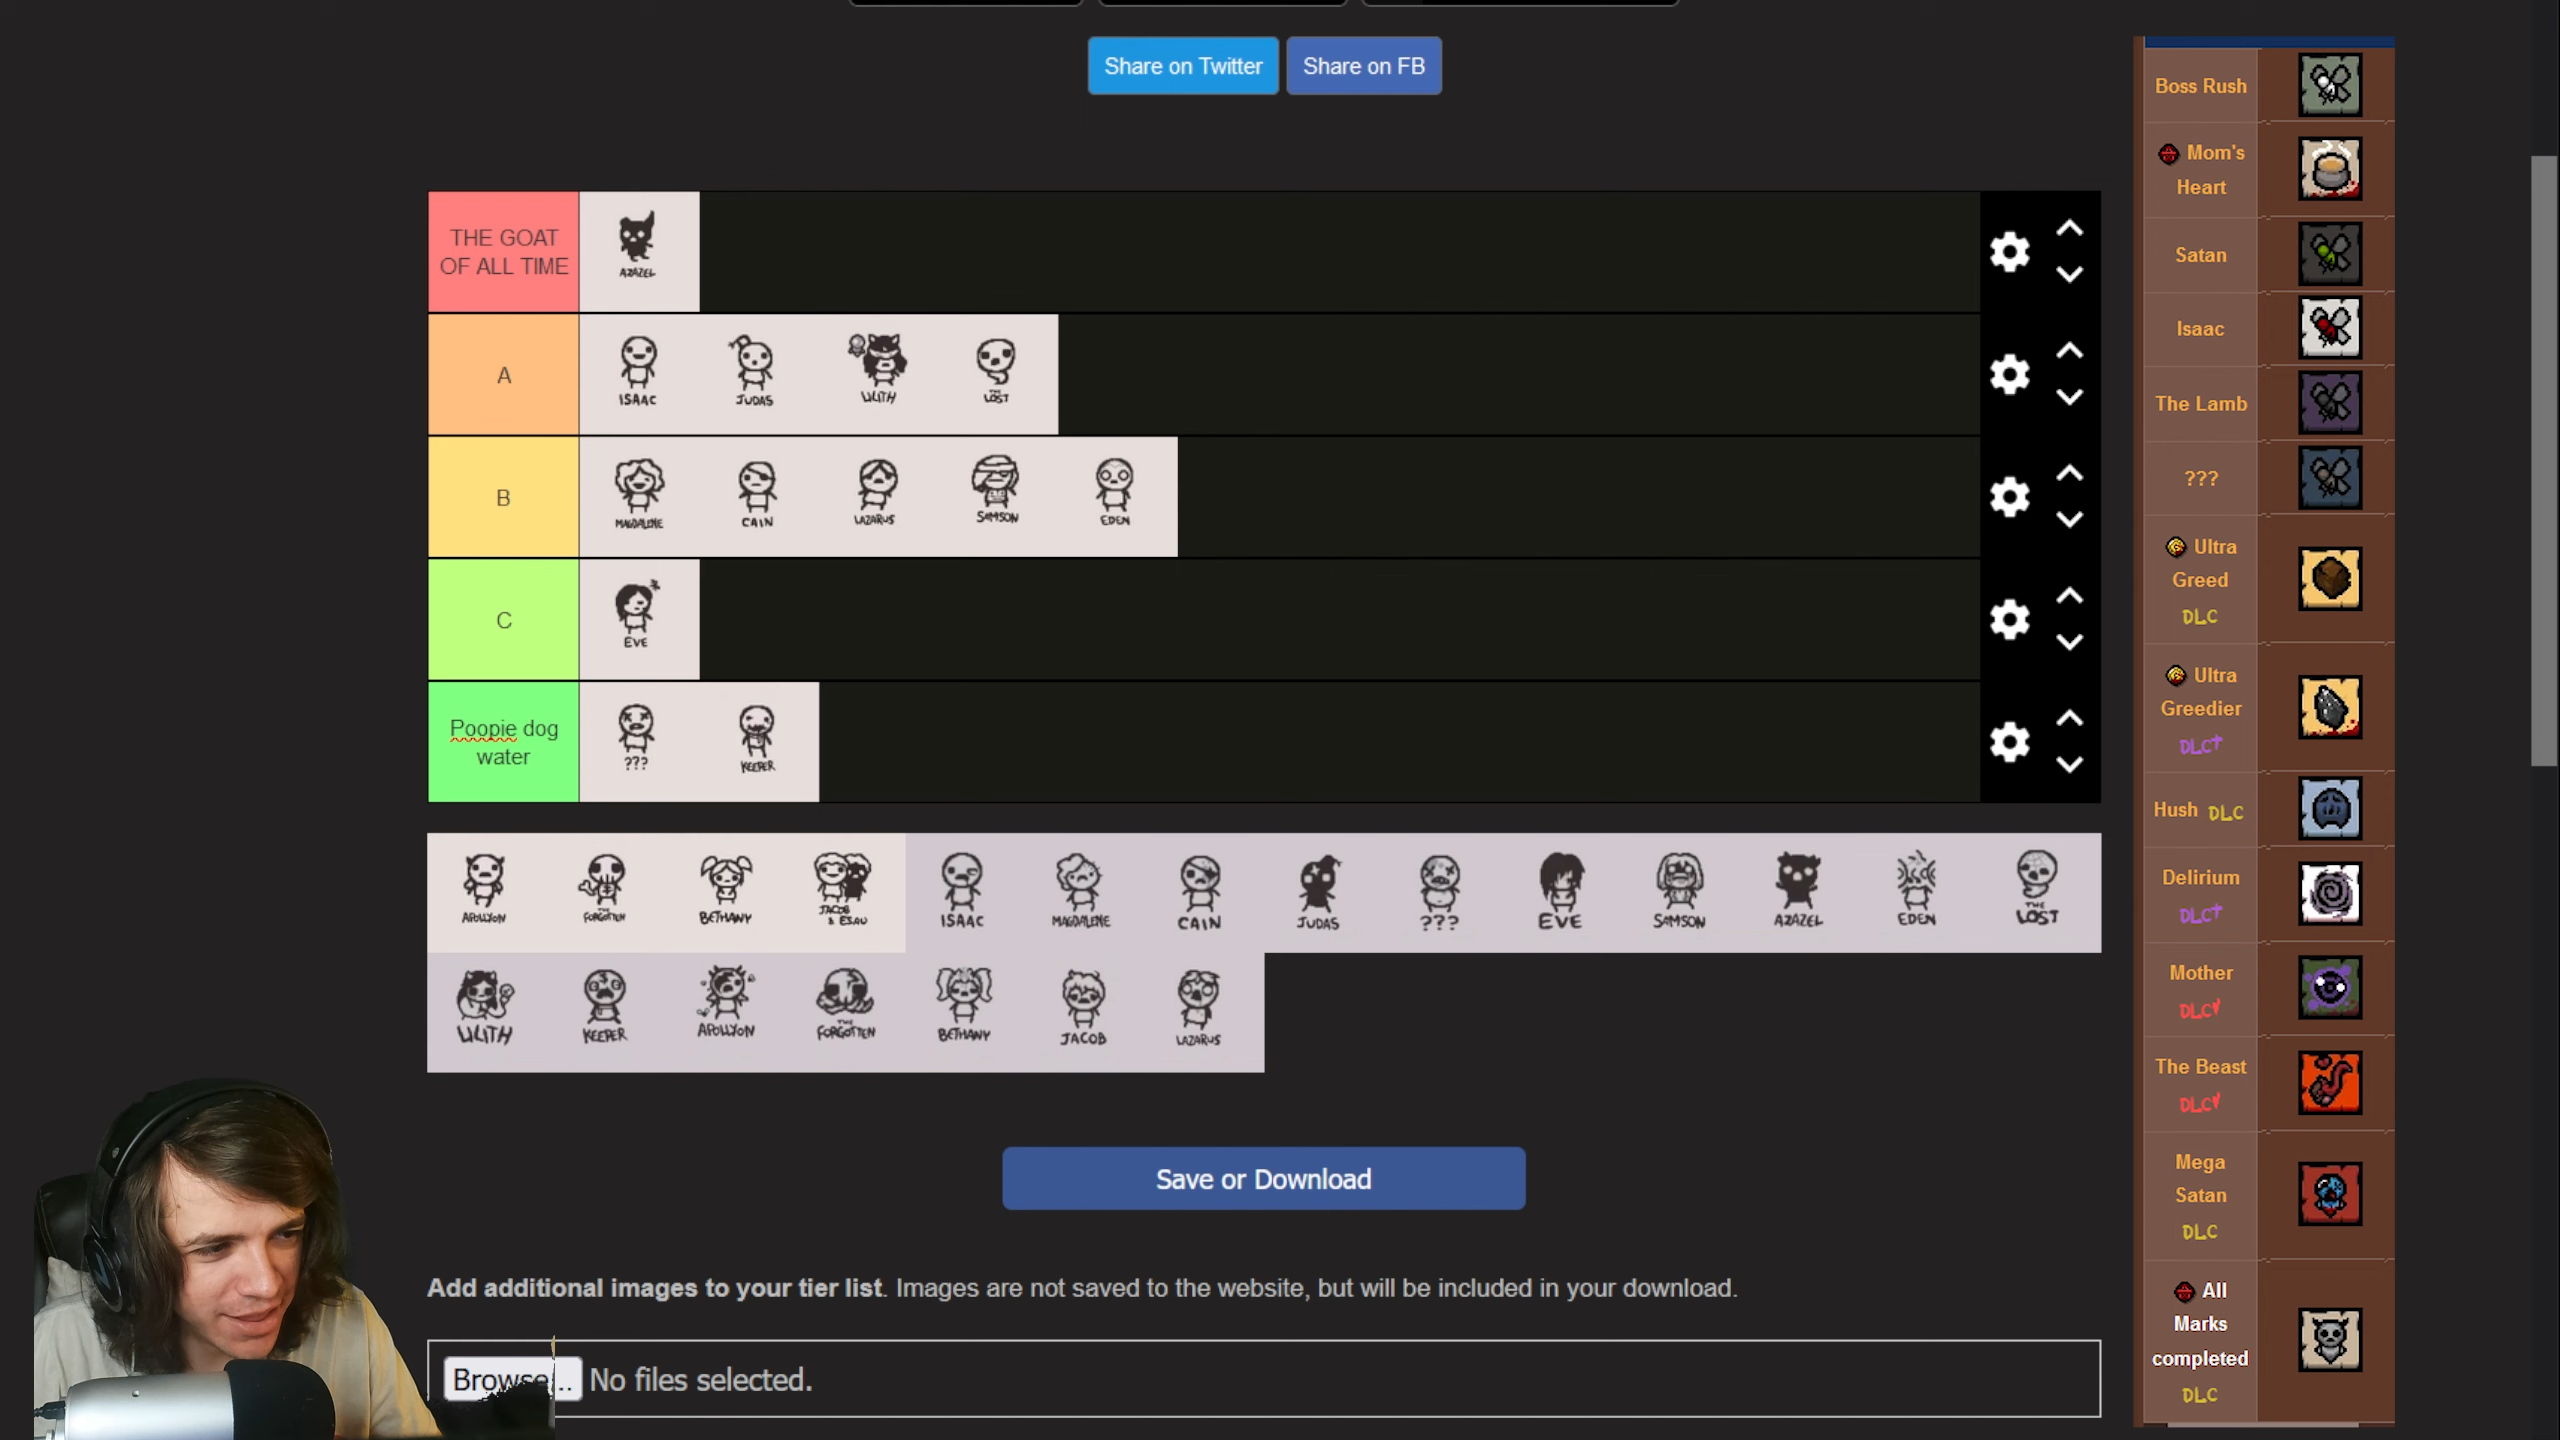 Share on Twitter
Share on FB
THE GOAT
OF ALL TIME
AZAZEL
A
ISAAC
JUDAS
LILITH
THE
LOST
B
MAGDALENE
CAIN
LAZARUS
SAMSON
EDEN
C
EVE
Poopie dog
water
???
KEEPER
APOLLYON
THE
FORGOTTEN
BETHANY
JACOB
& ESAU
ISAAC
MAGDALENE
CAIN
JUDAS
???
EVE
SAMSON
AZAZEL
EDEN
THE
LOST
LILITH
KEEPER
APOLLYON
THE
FORGOTTEN
BETHANY
JACOB
LAZARUS
Save or Download
Add additional images to your tier list. Images are not saved to the website, but will be included in your download.
Browse... No files selected.
Boss Rush
Mom's
Heart
Satan
Isaac
The Lamb
???
Ultra
Greed
DLC
Ultra
Greedier
DLC†
Hush DLC
Delirium
DLC†
Mother
DLC
The Beast
DLC
Mega
Satan
DLC
All
Marks
completed
DLC